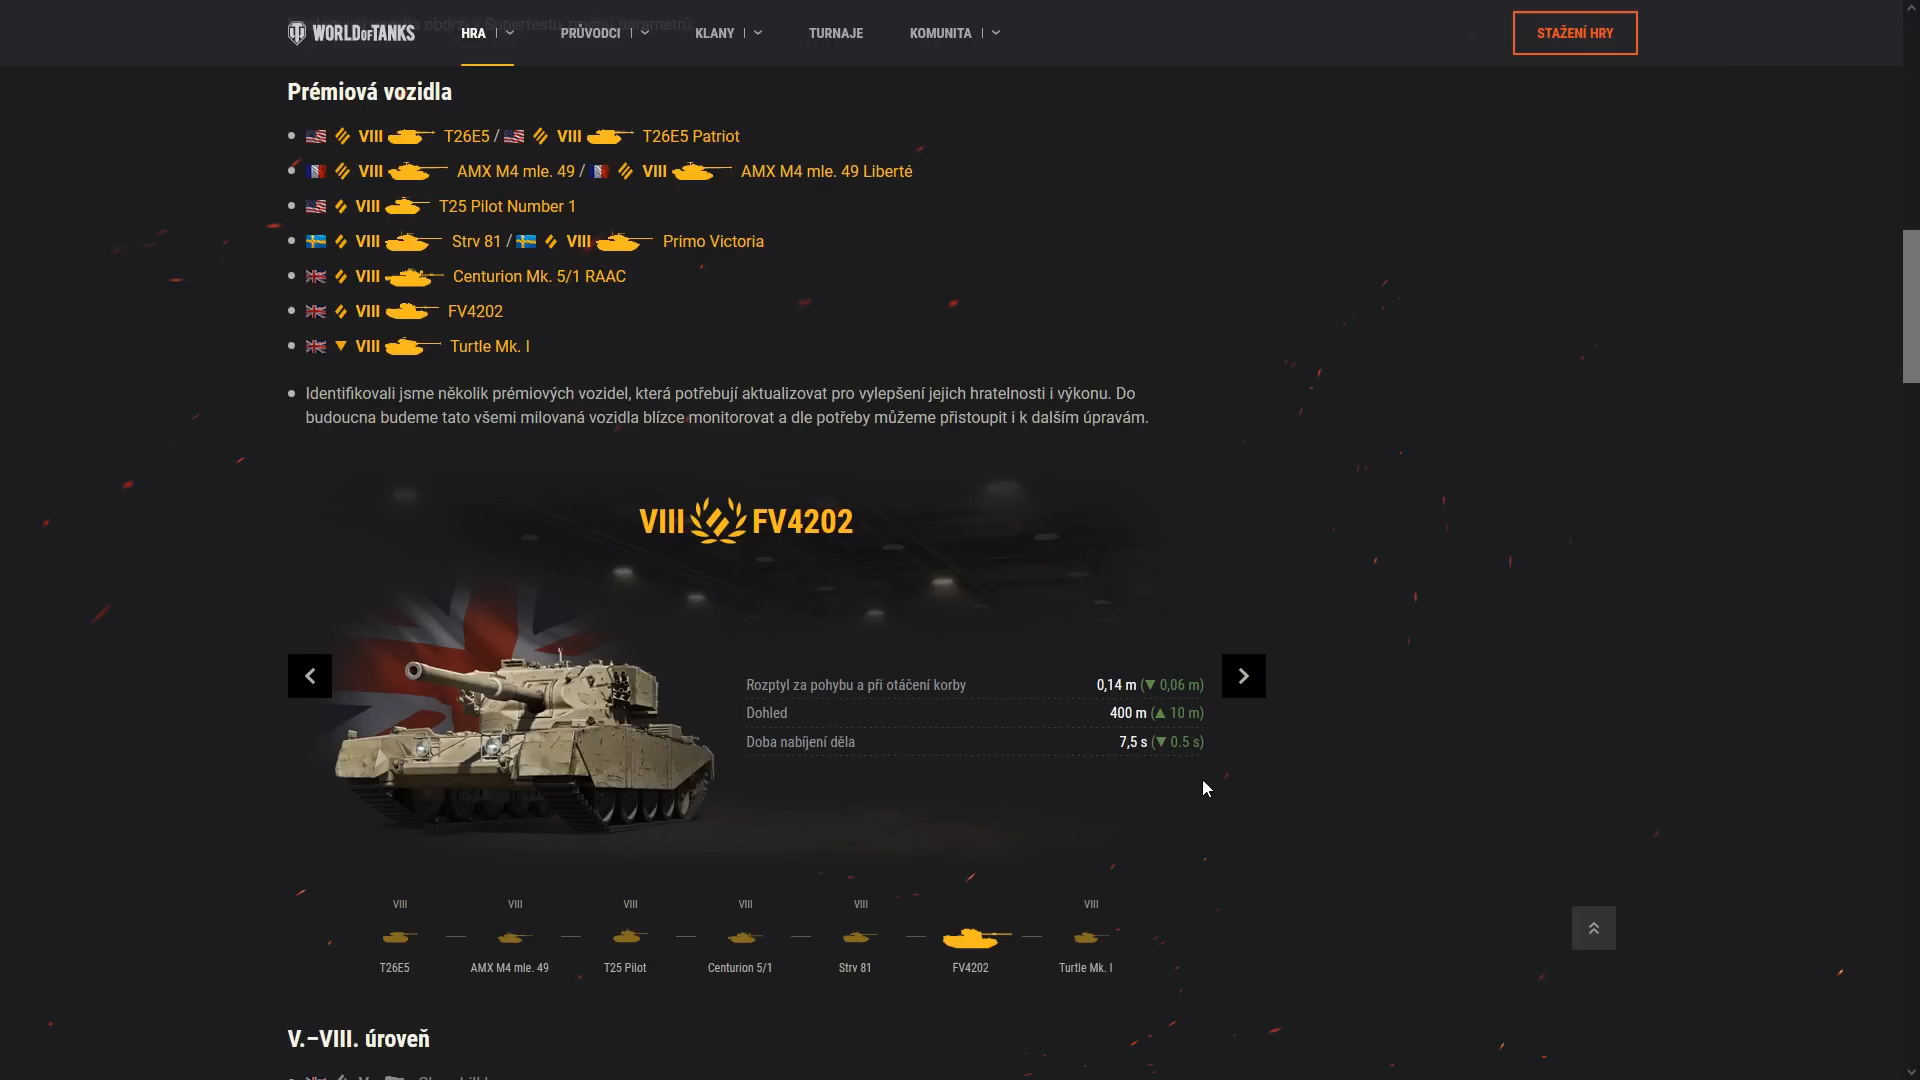 WORLD OF TANKS HRA PRŮVODCI KLANY TURNAJE KOMUNITA STAŽENÍ HRY
Prémiová vozidla
VIII T26E5 / VIII T26E5 Patriot
VIII AMX M4 mle. 49 / VIII AMX M4 mle. 49 Liberté
VIII T25 Pilot Number 1
VIII Strv 81 / VIII Primo Victoria
VIII Centurion Mk. 5/1 RAAC
VIII FV4202
VIII Turtle Mk. I
Identifikovali jsme několik prémiových vozidel, která potřebují aktualizovat pro vylepšení jejich hratelnosti i výkonu. Do
budoucna budeme tato všemi milovaná vozidla blízce monitorovat a dle potřeby můžeme přistoupit i k dalším úpravám.
VIII FV4202
Rozptyl za pohybu a při otáčení korby 0,14 m (▼ 0,06 m)
Dohled 400 m (▲ 10 m)
Doba nabíjení děla 7,5 s (▼ 0.5 s)
VIII VIII VIII VIII VIII VIII
T26E5 AMX M4 mle. 49 T25 Pilot Centurion 5/1 Strv 81 FV4202 Turtle Mk. I
V.–VIII. úroveň